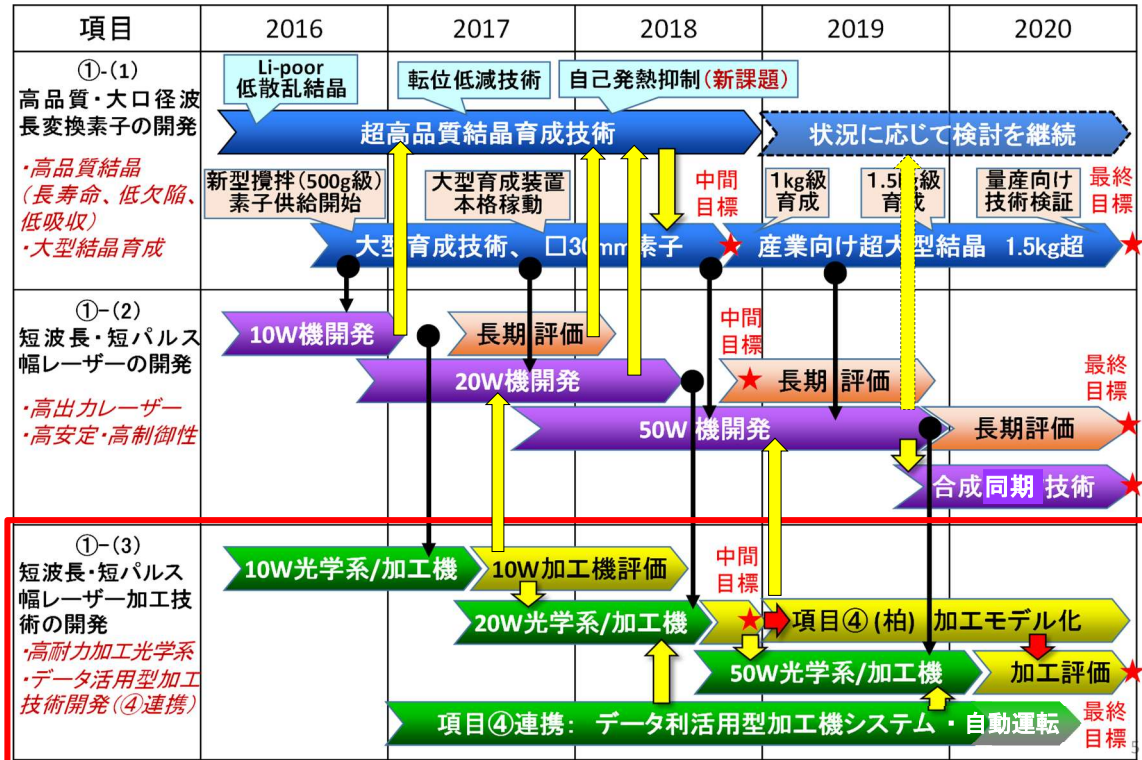 項目
2016
2017
2018
2019
2020
①-(1)
高品質・大口径波
長変換素子の開発
・高品質結晶
(長寿命、低欠陥、
低吸収)
・大型結晶育成
Li-poor
低散乱結晶
転位低減技術
自己発熱抑制(新課題)
超高品質結晶育成技術
状況に応じて検討を継続
新型攪拌(500g級)
素子供給開始
大型育成装置
本格稼動
中間
目標
1kg級
育成
1.5kg級
育成
量産向け
技術検証
最終
目標
大型育成技術、 □30mm素子
産業向け超大型結晶 1.5kg超
①-(2)
短波長・短パルス
幅レーザーの開発
・高出力レーザー
・高安定・高制御性
10W機開発
長期評価
中間
目標
20W機開発
長期評価
最終
目標
50W機開発
長期評価
合成同期技術
①-(3)
短波長・短パルス
幅レーザー加工技
術の開発
・高耐力加工光学系
・データ活用型加工
技術開発(④連携)
10W光学系/加工機
10W加工機評価
中間
目標
20W光学系/加工機
項目④(柏) 加工モデル化
50W光学系/加工機
加工評価
項目④連携: データ利活用型加工機システム・自動運転
最終
目標
5